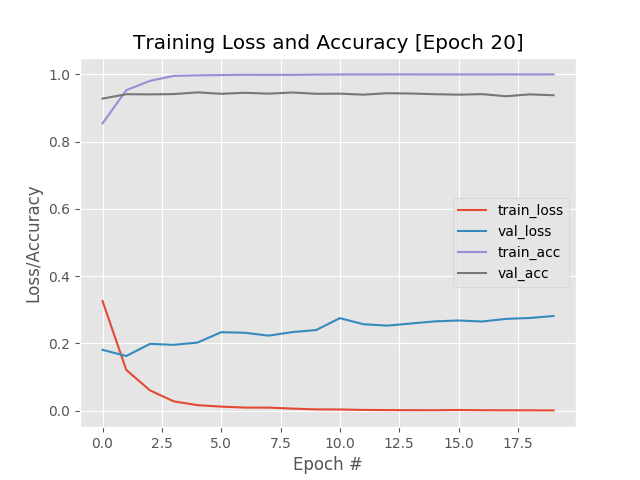 Training Loss and Accuracy [Epoch 20]
Loss/Accuracy
1.0
0.8
0.6
0.4
0.2
0.0
train_loss
val_loss
train_acc
val_acc
0.0 2.5 5.0 7.5 10.0 12.5 15.0 17.5
Epoch #